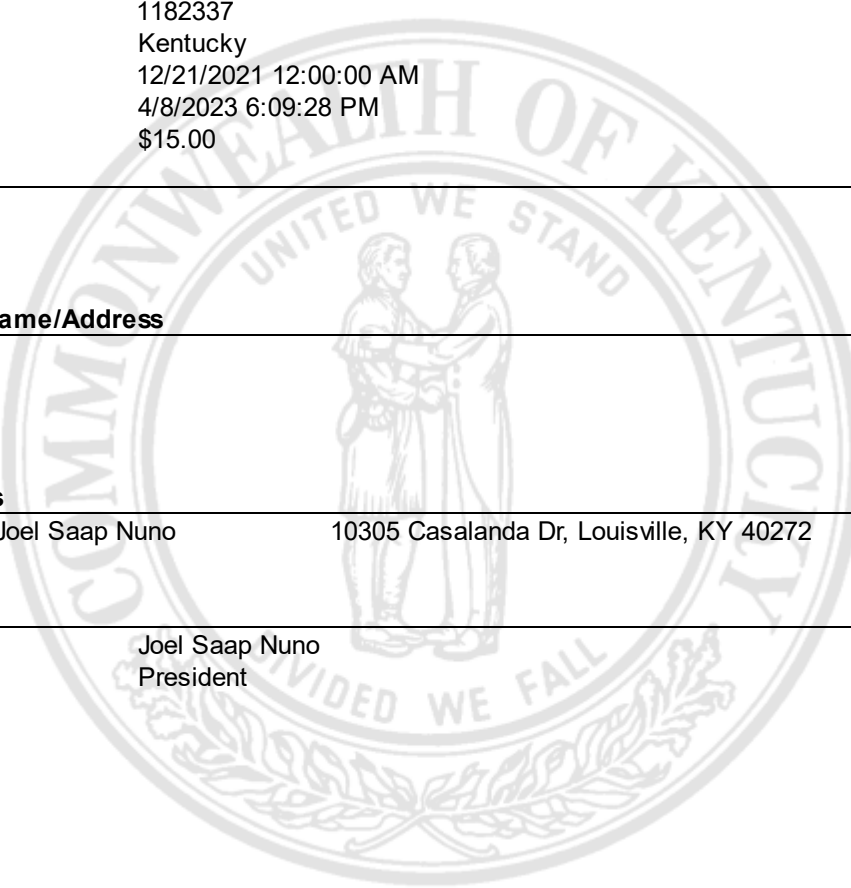 1182337
Kentucky
12/21/2021 12:00:00 AM
4/8/2023 6:09:28 PM
$15.00
COMMONWEALTH OF KENTUCKY
UNITED WE STAND
ame/Address
s
Joel Saap Nuno 10305 Casalanda Dr, Louisville, KY 40272
Joel Saap Nuno
President
DIVIDED WE FALL